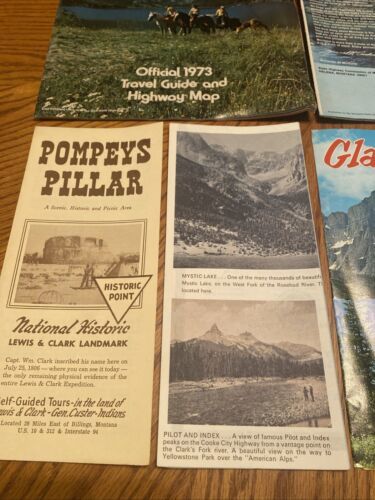 Official 1973
Travel Guide and
Highway Map
POMPEYS
PILLAR
A Scenic, Historic and Picnic Area
HISTORIC
POINT
National Historic
LEWIS & CLARK LANDMARK
Capt. Wm. Clark inscribed his name here on
July 25, 1806 — where you can see it today —
the only remaining physical evidence of the
entire Lewis & Clark Expedition.
Self-Guided Tours-in the land of
Lewis & Clark-Gen. Custer-Indians
Located 28 Miles East of Billings, Montana
U.S. 10 & 312 & Interstate 94
MYSTIC LAKE . . . One of the many thousands of beautiful
Mystic Lake, on the West Fork of the Rosebud River. 
located here.
PILOT AND INDEX . . . a view of famous Pilot and Index
peaks on the Cooke City Highway from a vantage point on
the Clark's Fork river. A beautiful view on the way to
Yellowstone Park over the "American Alps."
Gla